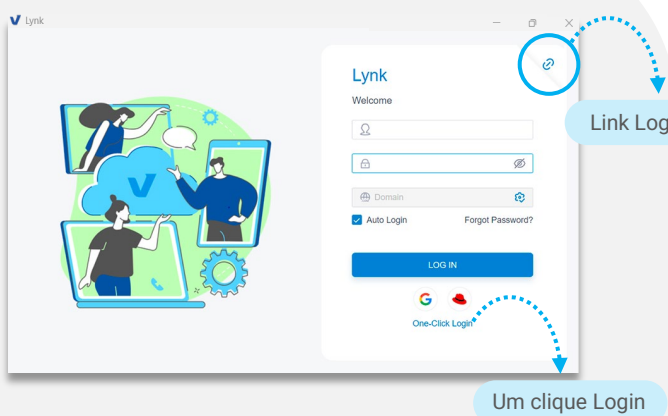 Lynk
Lynk
Welcome
Domain
Auto Login
Forgot Password?
LOG IN
One-Click Login
Link Log
Um clique Login